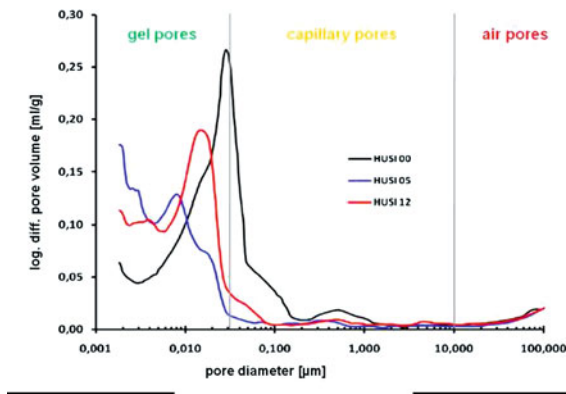 0,30
gel pores capillary pores air pores
0,25
0,20
log. diff. pore volume [ml/g]
0,15
HUSI 00
HUSI 05
HUSI 12
0,10
0,05
0,00
0,001 0,010 0,100 1,000 10,000 100,000
pore diameter [µm]